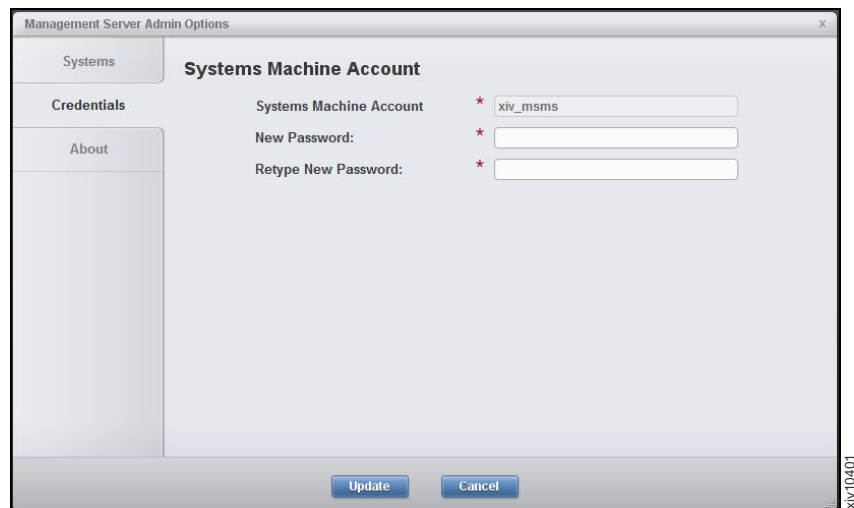 Management Server Admin Options x
Systems
Credentials
About
Systems Machine Account
Systems Machine Account * xiv_msms
New Password: *
Retype New Password: *
Update Cancel
xiv10401